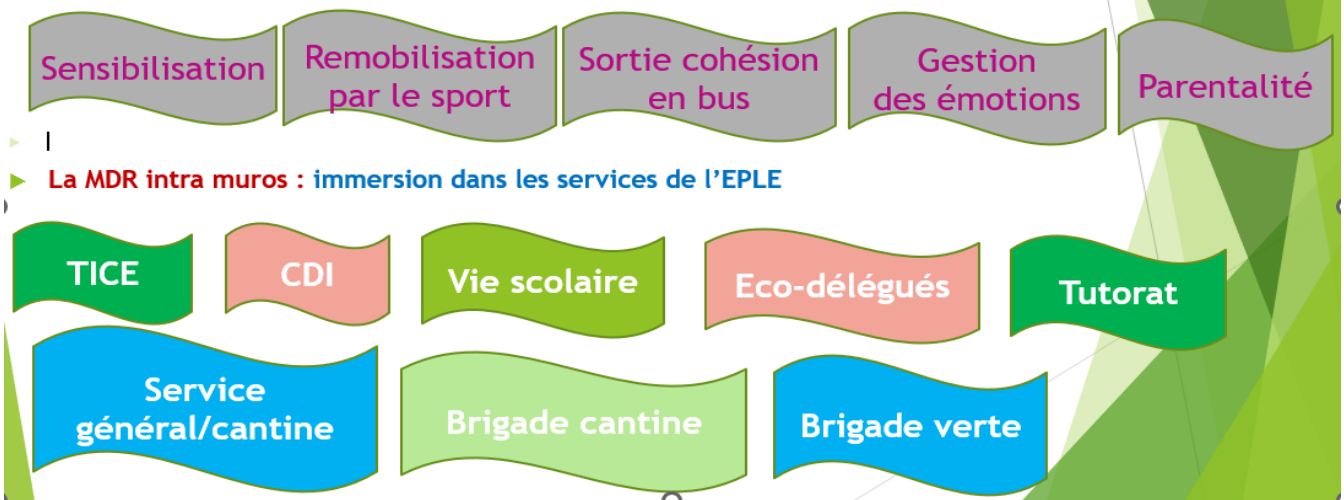 Sensibilisation
Remobilisation
par le sport
Sortie cohésion
en bus
Gestion
des émotions
Parentalité
La MDR intra muros : immersion dans les services de l’EPLE
TICE
CDI
Vie scolaire
Eco-délégués
Tutorat
Service
général/cantine
Brigade cantine
Brigade verte